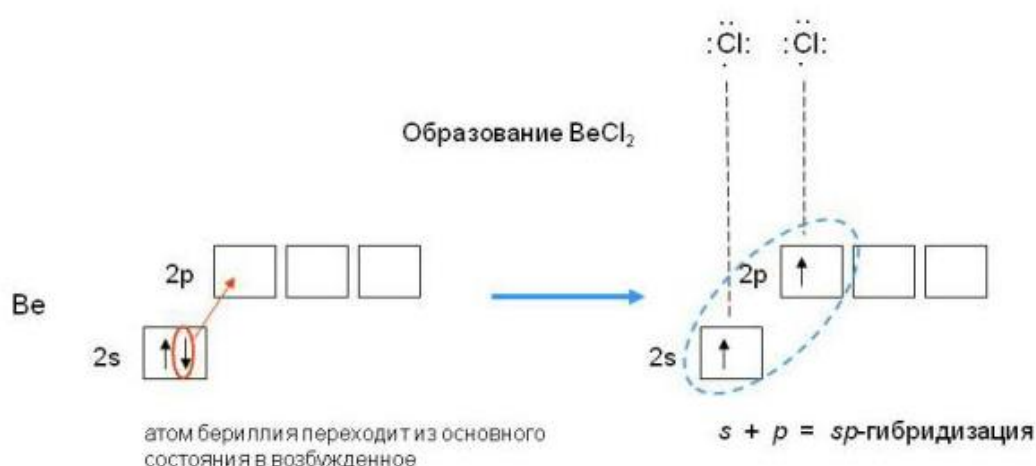 :Cl: :Cl:
Образование BeCl₂
2p
Be
2s
2p
2s
атом бериллия переходит из основного
состояния в возбужденное
s + p = sp-гибридизация